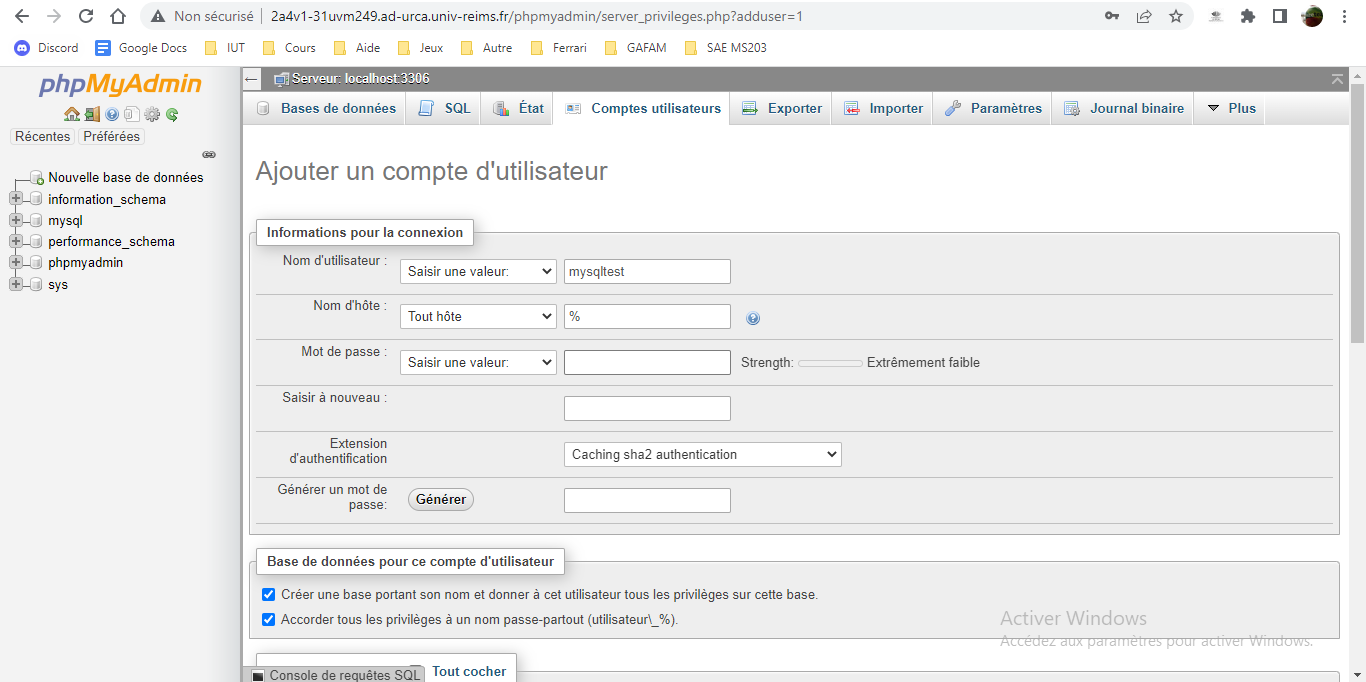 Non sécurisé | 2a4v1-31uvm249.ad-urca.univ-reims.fr/phpmyadmin/server_privileges.php?adduser=1
Discord Google Docs IUT Cours Aide Jeux Autre Ferrari GAFAM SAE MS203
phpMyAdmin
Récentes Préférées
Nouvelle base de données
information_schema
mysql
performance_schema
phpmyadmin
sys
Serveur: localhost:3306
Bases de données SQL État Comptes utilisateurs Exporter Importer Paramètres Journal binaire Plus
Ajouter un compte d'utilisateur
Informations pour la connexion
Nom d'utilisateur : Saisir une valeur: mysqltest
Nom d'hôte : Tout hôte %
Mot de passe : Saisir une valeur: Strength: Extrêmement faible
Saisir à nouveau :
Extension
d'authentification Caching sha2 authentication
Générer un mot de
passe: Générer
Base de données pour ce compte d'utilisateur
Créer une base portant son nom et donner à cet utilisateur tous les privilèges sur cette base.
Accorder tous les privilèges à un nom passe-partout (utilisateur\_%).
Activer Windows
Accédez aux paramètres pour activer Windows.
Tout cocher
Console de requêtes SQL